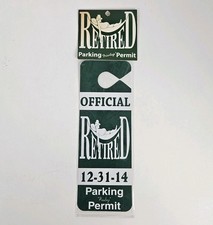 RETIRED
Parking Permit
OFFICIAL
RETIRED
12-31-14
Parking
Permit